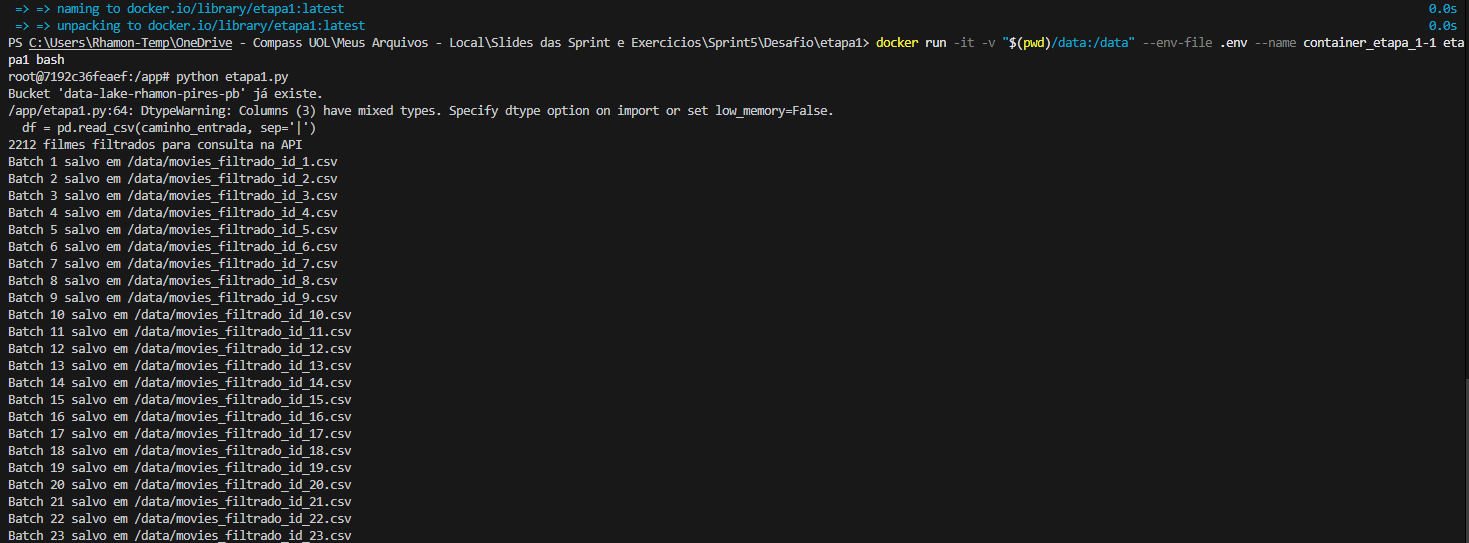 => => naming to docker.io/library/etapa1:latest 0.0s
=> => unpacking to docker.io/library/etapa1:latest 0.0s
PS C:\Users\Rhamon-Temp\OneDrive - Compass UOL\Meus Arquivos - Local\Slides das Sprint e Exercicios\Sprint5\Desafio\etapa1> docker run -it -v "$(pwd)/data:/data" --env-file .env --name container_etapa_1-1 eta
pa1 bash
root@7192c36feaef:/app# python etapa1.py
Bucket 'data-lake-rhamon-pires-pb' já existe.
/app/etapa1.py:64: DtypeWarning: Columns (3) have mixed types. Specify dtype option on import or set low_memory=False.
df = pd.read_csv(caminho_entrada, sep='|')
2212 filmes filtrados para consulta na API
Batch 1 salvo em /data/movies_filtrado_id_1.csv
Batch 2 salvo em /data/movies_filtrado_id_2.csv
Batch 3 salvo em /data/movies_filtrado_id_3.csv
Batch 4 salvo em /data/movies_filtrado_id_4.csv
Batch 5 salvo em /data/movies_filtrado_id_5.csv
Batch 6 salvo em /data/movies_filtrado_id_6.csv
Batch 7 salvo em /data/movies_filtrado_id_7.csv
Batch 8 salvo em /data/movies_filtrado_id_8.csv
Batch 9 salvo em /data/movies_filtrado_id_9.csv
Batch 10 salvo em /data/movies_filtrado_id_10.csv
Batch 11 salvo em /data/movies_filtrado_id_11.csv
Batch 12 salvo em /data/movies_filtrado_id_12.csv
Batch 13 salvo em /data/movies_filtrado_id_13.csv
Batch 14 salvo em /data/movies_filtrado_id_14.csv
Batch 15 salvo em /data/movies_filtrado_id_15.csv
Batch 16 salvo em /data/movies_filtrado_id_16.csv
Batch 17 salvo em /data/movies_filtrado_id_17.csv
Batch 18 salvo em /data/movies_filtrado_id_18.csv
Batch 19 salvo em /data/movies_filtrado_id_19.csv
Batch 20 salvo em /data/movies_filtrado_id_20.csv
Batch 21 salvo em /data/movies_filtrado_id_21.csv
Batch 22 salvo em /data/movies_filtrado_id_22.csv
Batch 23 salvo em /data/movies_filtrado_id_23.csv